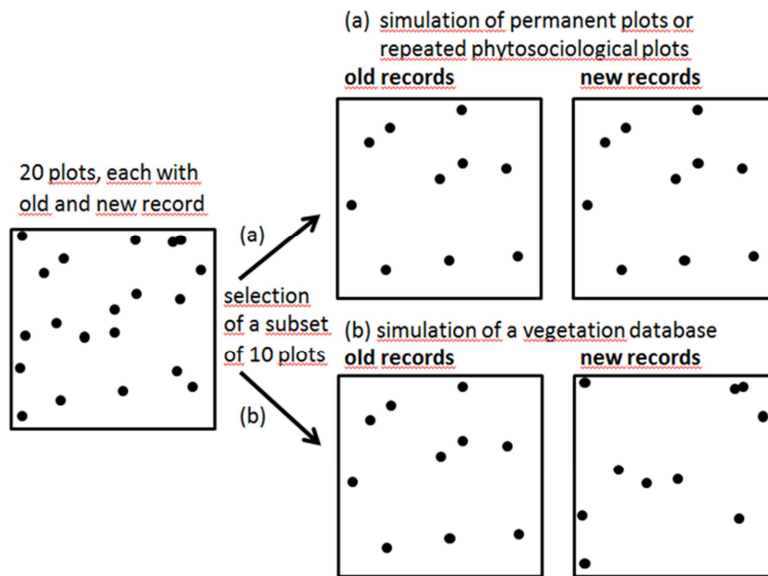 (a) simulation of permanent plots or
repeated phytosociological plots
old records
new records
20 plots, each with
old and new record
(a)
selection
of a subset
of 10 plots
(b)
(b) simulation of a vegetation database
old records
new records